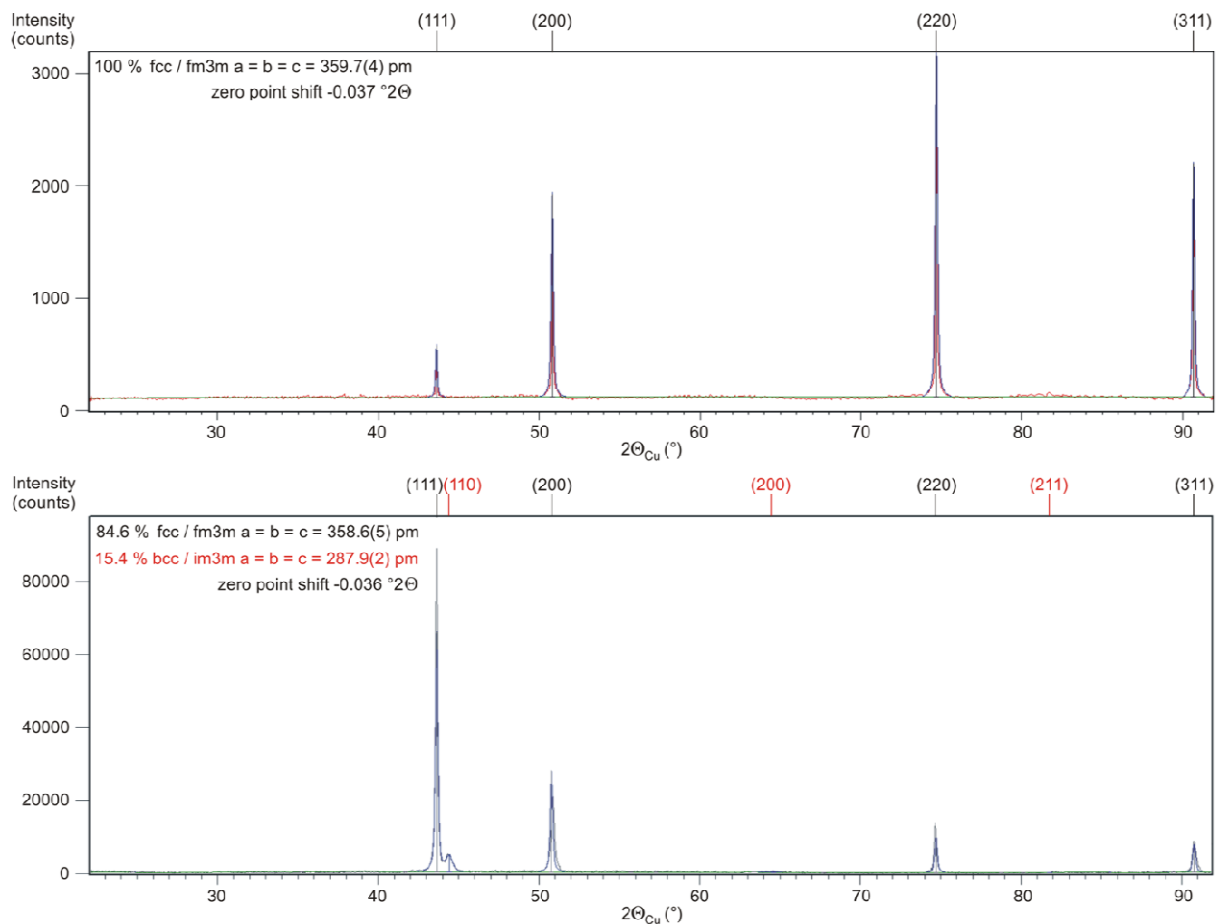 Intensity
(counts)
(111) (200) (220) (311)
100 % fcc / fm3m a = b = c = 359.7(4) pm
zero point shift -0.037 °2Θ
3000
2000
1000
0
30 40 50 60 70 80 90
2ΘCu (°)
Intensity
(counts)
(111) (110) (200) (200) (220) (211) (311)
84.6 % fcc / fm3m a = b = c = 358.6(5) pm
15.4 % bcc / im3m a = b = c = 287.9(2) pm
zero point shift -0.036 °2Θ
80000
60000
40000
20000
0
30 40 50 60 70 80 90
2ΘCu (°)